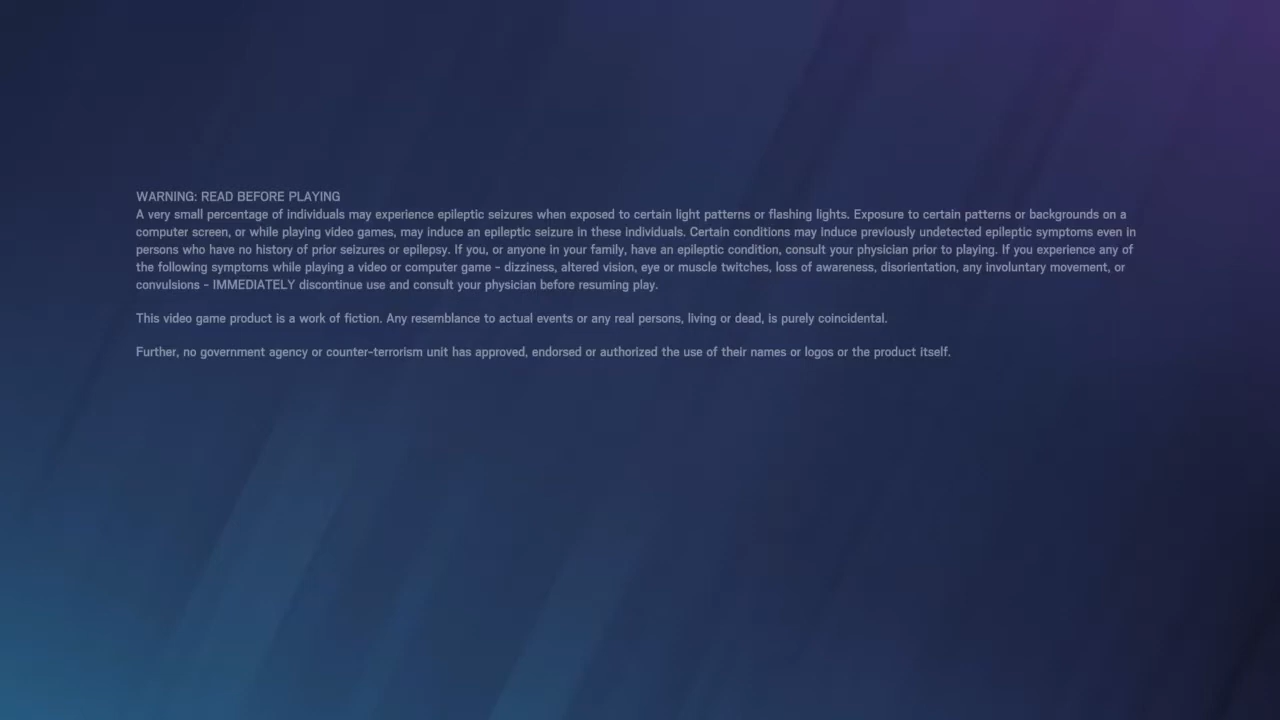 WARNING: READ BEFORE PLAYING
A very small percentage of individuals may experience epileptic seizures when exposed to certain light patterns or flashing lights. Exposure to certain patterns or backgrounds on a
computer screen, or while playing video games, may induce an epileptic seizure in these individuals. Certain conditions may induce previously undetected epileptic symptoms even in
persons who have no history of prior seizures or epilepsy. If you, or anyone in your family, have an epileptic condition, consult your physician prior to playing. If you experience any of
the following symptoms while playing a video or computer game - dizziness, altered vision, eye or muscle twitches, loss of awareness, disorientation, any involuntary movement, or
convulsions - IMMEDIATELY discontinue use and consult your physician before resuming play.
This video game product is a work of fiction. Any resemblance to actual events or any real persons, living or dead, is purely coincidental.
Further, no government agency or counter-terrorism unit has approved, endorsed or authorized the use of their names or logos or the product itself.